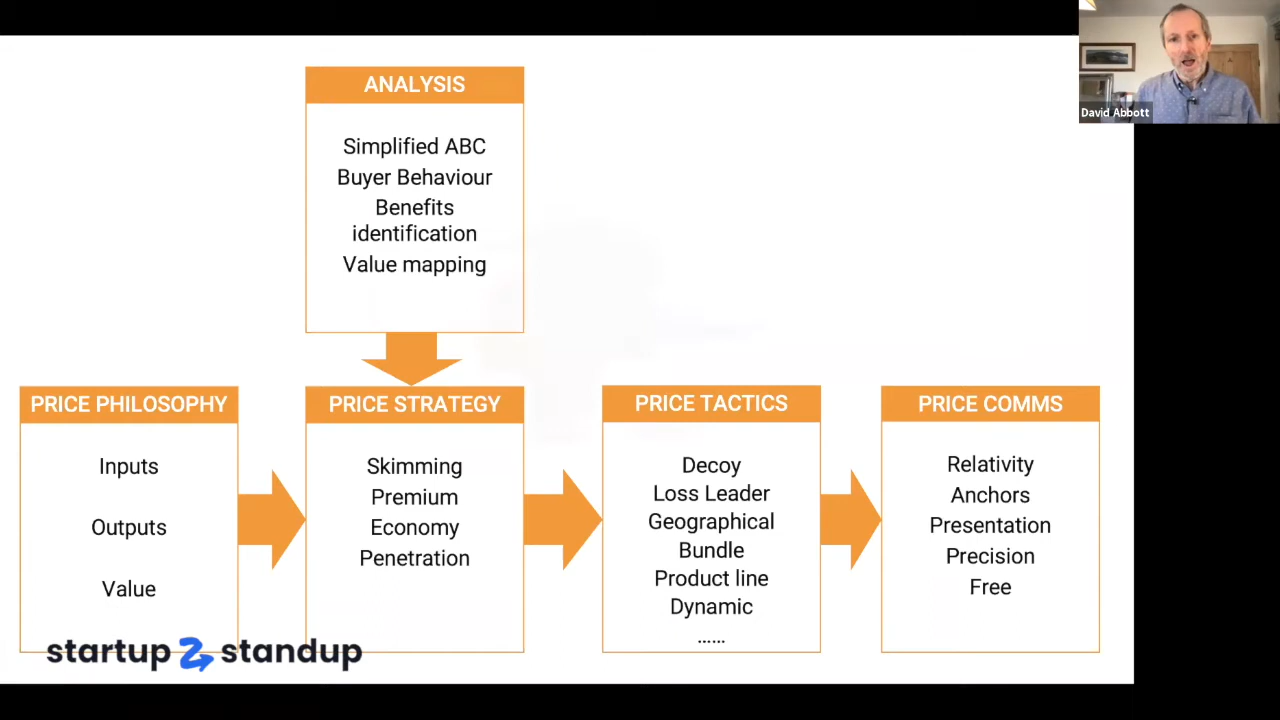 ANALYSIS
Simplified ABC
Buyer Behaviour
Benefits
identification
Value mapping
David Abbott
PRICE PHILOSOPHY
Inputs
Outputs
Value
PRICE STRATEGY
Skimming
Premium
Economy
Penetration
PRICE TACTICS
Decoy
Loss Leader
Geographical
Bundle
Product line
Dynamic
......
PRICE COMMS
Relativity
Anchors
Presentation
Precision
Free
startup 2 standup